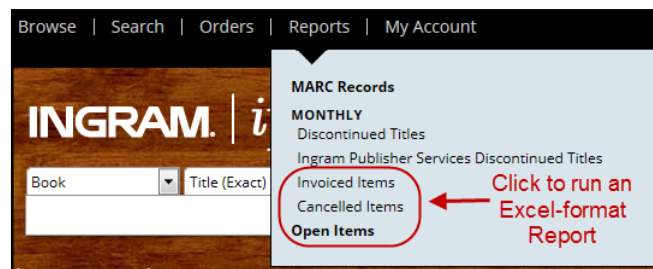 Browse | Search | Orders | Reports | My Account
MARC Records
MONTHLY
Discontinued Titles
Ingram Publisher Services Discontinued Titles
Invoiced Items
Cancelled Items
Open Items
INGRAM. | i
Book
Title (Exact)
Click to run an
Excel-format
Report